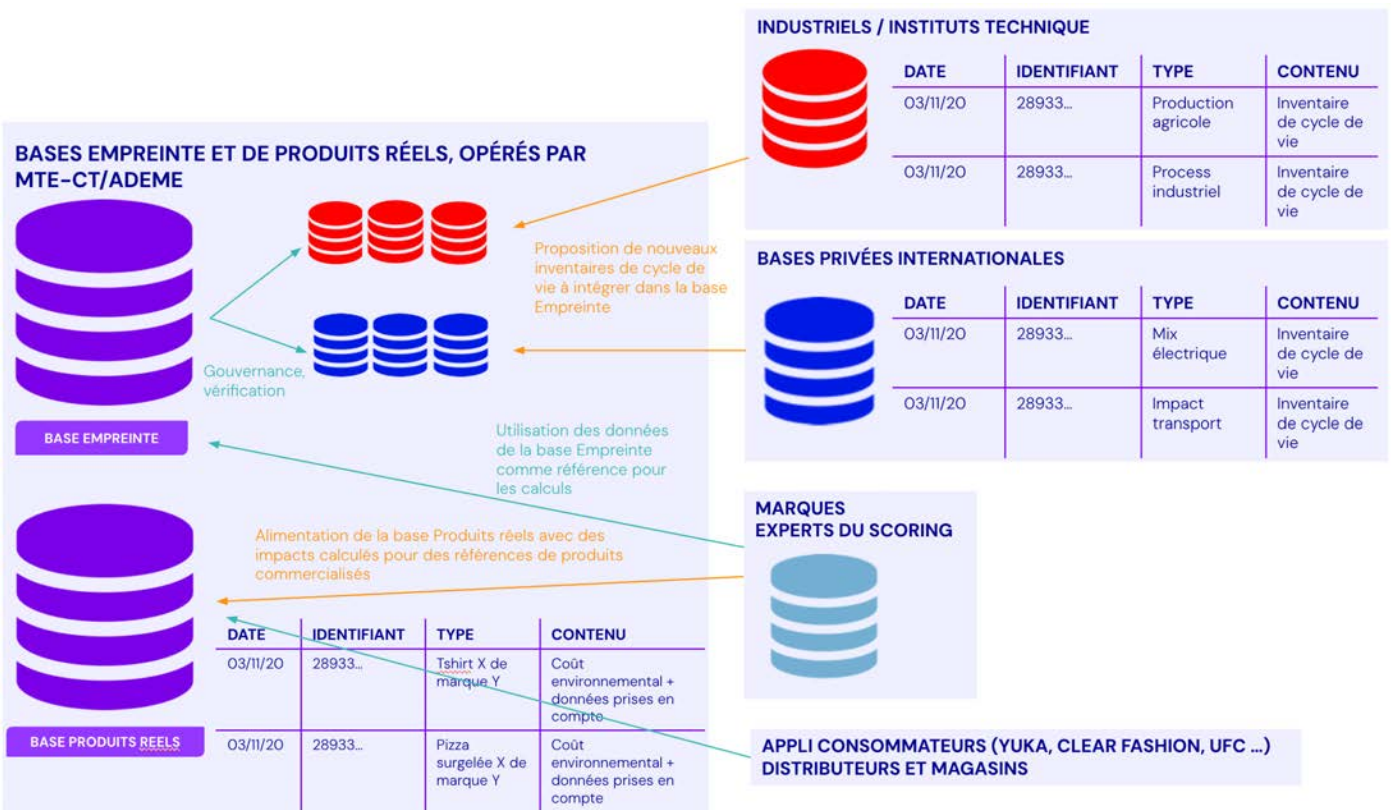 INDUSTRIELS / INSTITUTS TECHNIQUE
DATE IDENTIFIANT TYPE CONTENU
03/11/20 28933... Production Inventaire
agricole de cycle de
vie
03/11/20 28933... Process Inventaire
industriel de cycle de
vie
BASES EMPREINTE ET DE PRODUITS RÉELS, OPÉRÉS PAR
MTE-CT/ADEME
Proposition de nouveaux
inventaires de cycle de
vie à intégrer dans la base
Empreinte
Gouvernance,
vérification
BASE EMPREINTE
BASES PRIVÉES INTERNATIONALES
DATE IDENTIFIANT TYPE CONTENU
03/11/20 28933... Mix Inventaire
électrique de cycle de
vie
03/11/20 28933... Impact Inventaire
transport de cycle de
vie
Utilisation des données
de la base Empreinte
comme référence pour
les calculs
MARQUES
EXPERTS DU SCORING
Alimentation de la base Produits réels avec des
impacts calculés pour des références de produits
commercialisés
DATE IDENTIFIANT TYPE CONTENU
03/11/20 28933... Tshirt X de Coût
marque Y environnemental +
données prises en
compte
BASE PRODUITS REELS
03/11/20 28933... Pizza Coût
surgelée X de environnemental +
marque Y données prises en
compte
APPLI CONSOMMATEURS (YUKA, CLEAR FASHION, UFC ...)
DISTRIBUTEURS ET MAGASINS